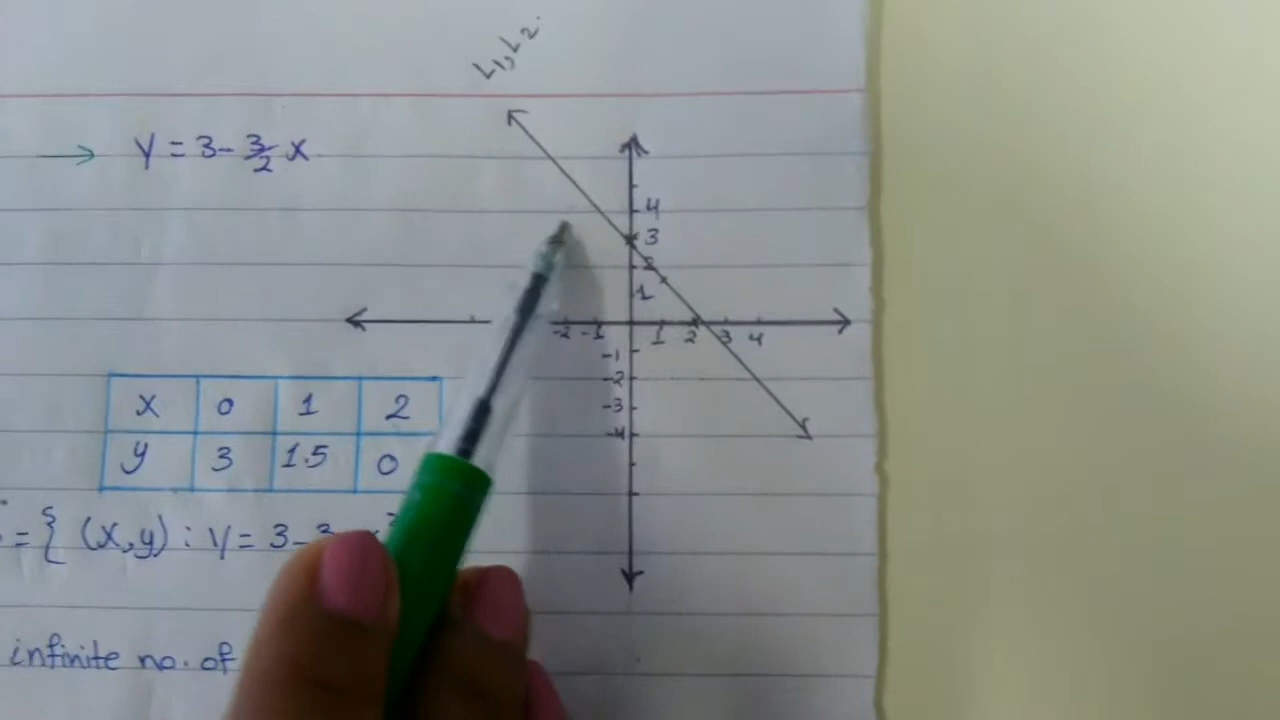 L₁, L₂.
→ y = 3 - 3/2 x
4
3
2
1
-2 -1 1 2 3 4
-1
-2
-3
-4
x 0 1 2
y 3 1.5 0
= { (x,y) : y = 3 - 3
infinite no. of